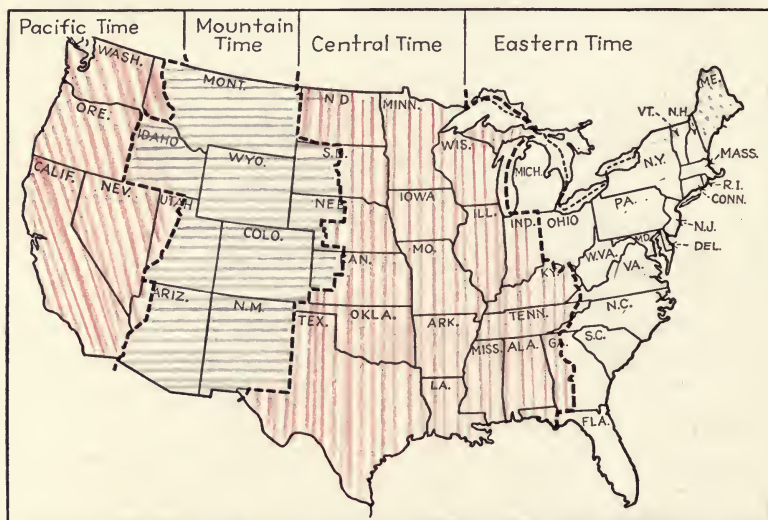 Pacific Time
Mountain Time
Central Time
Eastern Time
WASH.
MONT.
N D
MINN.
ME.
VT.
N.H.
ORE.
IDAHO
WYO.
S.D.
WIS.
MICH.
N.Y.
MASS.
R.I.
CONN.
CALIF.
NEV.
UTAH
COLO.
NEB
IOWA
ILL.
IND.
OHIO
PA.
N.J.
DEL.
MD.
W.VA.
VA.
AN.
MO.
KY.
ARIZ.
N.M.
TEX.
OKLA.
ARK.
TENN.
N.C.
S.C.
MISS.
ALA.
GA.
LA.
FLA.